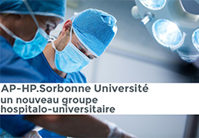 AP-HP.Sorbonne Université
un nouveau groupe
hospitalo-universitaire